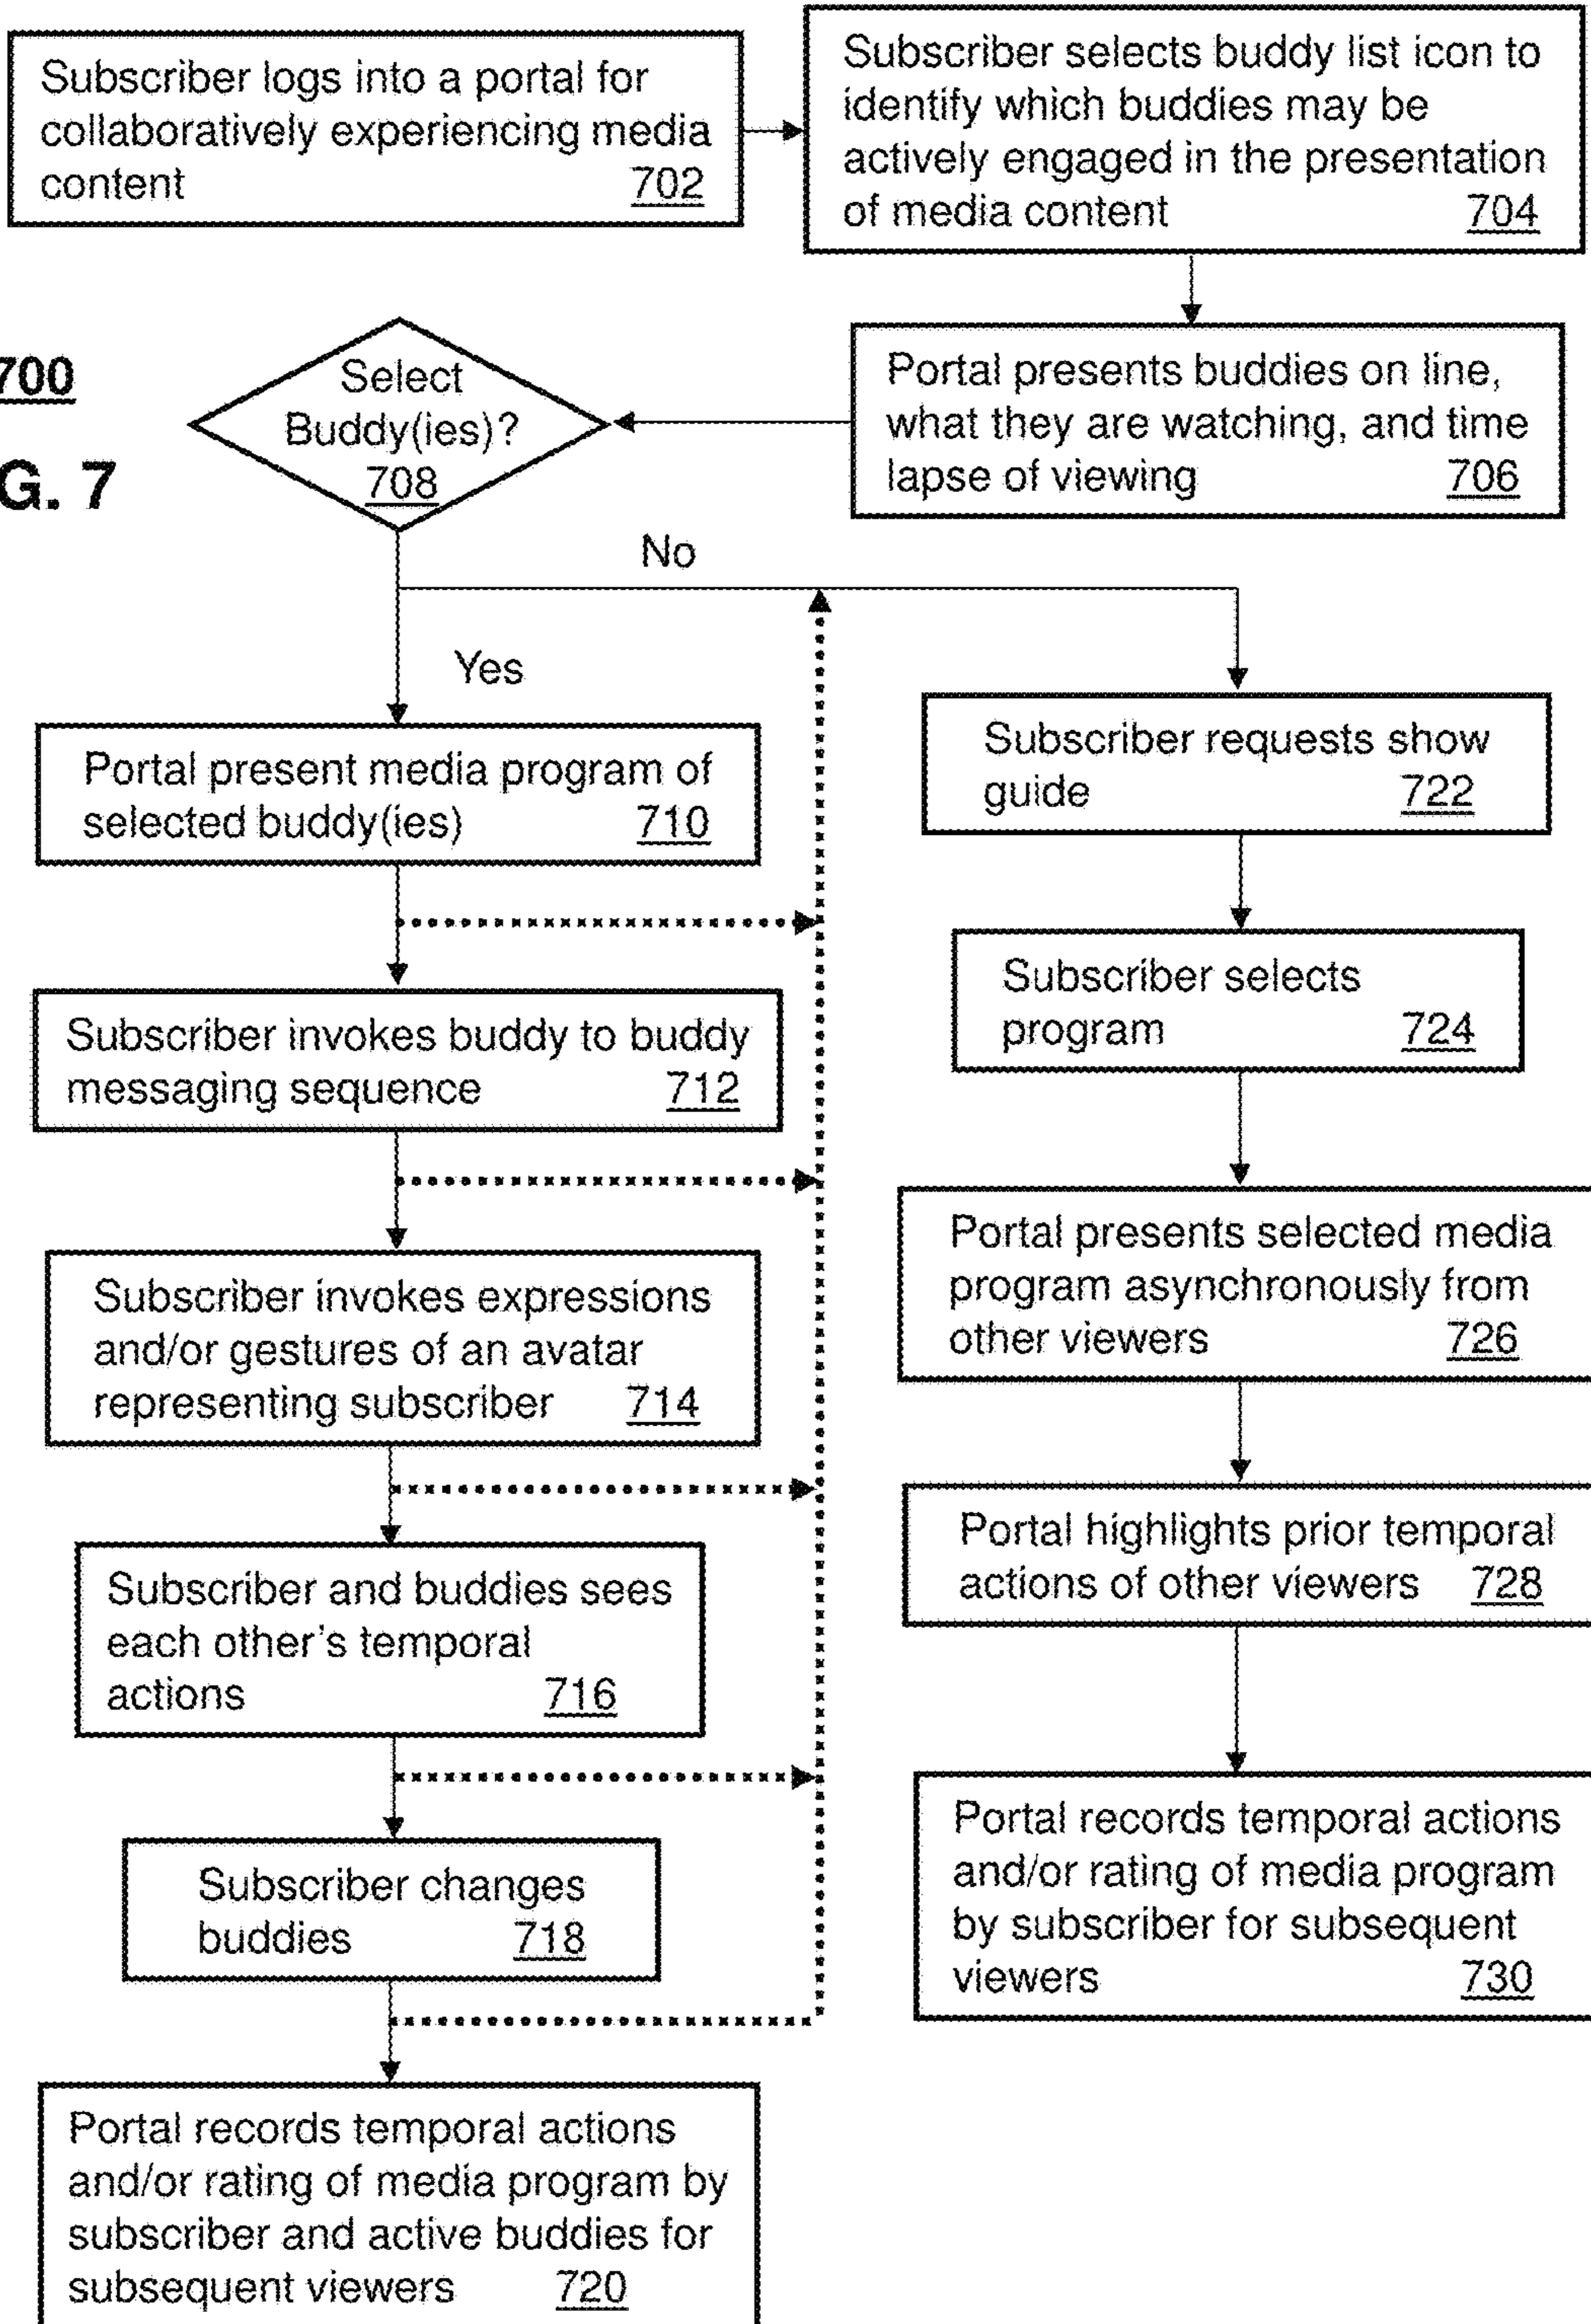 Subscriber logs into a portal for
collaboratively experiencing media
content 702
Subscriber selects buddy list icon to
identify which buddies may be
actively engaged in the presentation
of media content 704
700
G. 7
Select
Buddy(ies)?
708
Portal presents buddies on line,
what they are watching, and time
lapse of viewing 706
No
Yes
Portal present media program of
selected buddy(ies) 710
Subscriber invokes buddy to buddy
messaging sequence 712
Subscriber invokes expressions
and/or gestures of an avatar
representing subscriber 714
Subscriber and buddies sees
each other's temporal
actions 716
Subscriber changes
buddies 718
Portal records temporal actions
and/or rating of media program by
subscriber and active buddies for
subsequent viewers 720
Subscriber requests show
guide 722
Subscriber selects
program 724
Portal presents selected media
program asynchronously from
other viewers 726
Portal highlights prior temporal
actions of other viewers 728
Portal records temporal actions
and/or rating of media program
by subscriber for subsequent
viewers 730